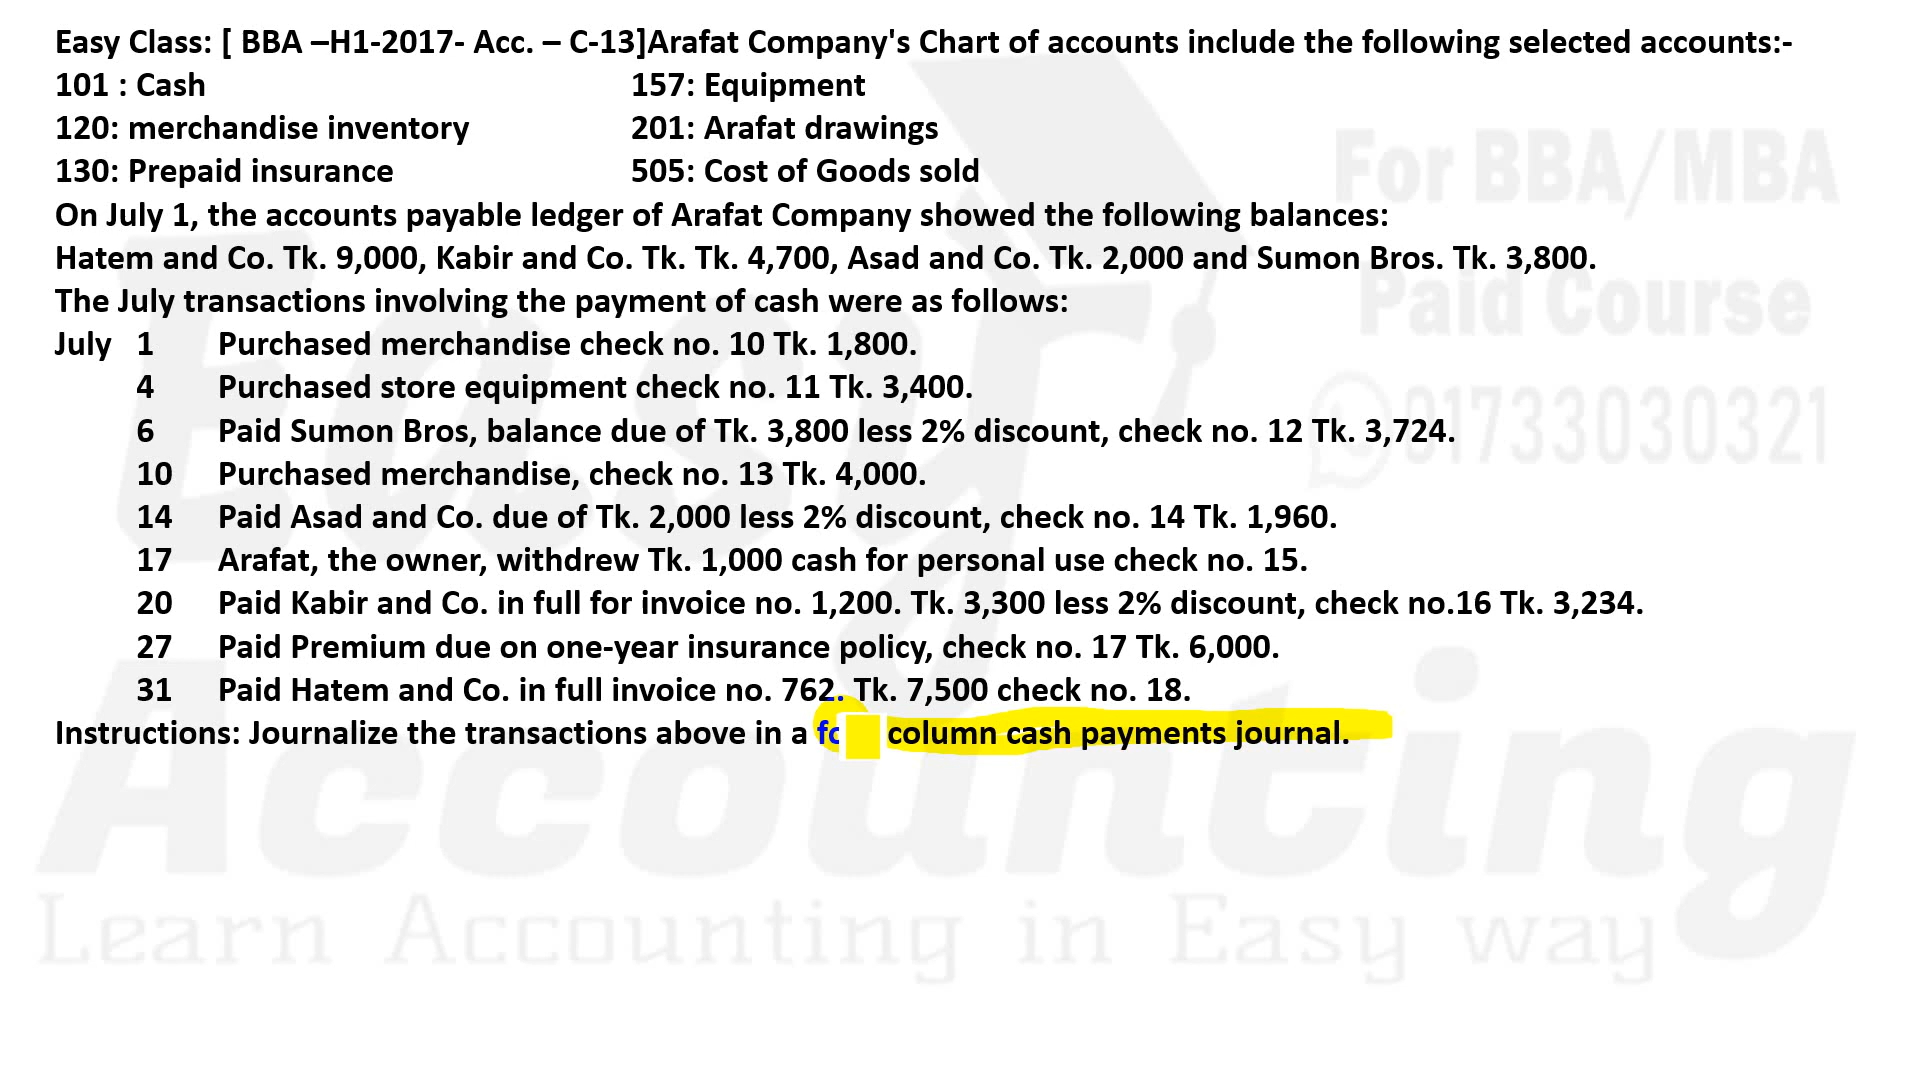 Easy Class: [ BBA –H1-2017- Acc. – C-13]Arafat Company's Chart of accounts include the following selected accounts:-
101 : Cash 157: Equipment
120: merchandise inventory 201: Arafat drawings
130: Prepaid insurance 505: Cost of Goods sold
On July 1, the accounts payable ledger of Arafat Company showed the following balances:
Hatem and Co. Tk. 9,000, Kabir and Co. Tk. Tk. 4,700, Asad and Co. Tk. 2,000 and Sumon Bros. Tk. 3,800.
The July transactions involving the payment of cash were as follows:
July 1 Purchased merchandise check no. 10 Tk. 1,800.
4 Purchased store equipment check no. 11 Tk. 3,400.
6 Paid Sumon Bros, balance due of Tk. 3,800 less 2% discount, check no. 12 Tk. 3,724.
10 Purchased merchandise, check no. 13 Tk. 4,000.
14 Paid Asad and Co. due of Tk. 2,000 less 2% discount, check no. 14 Tk. 1,960.
17 Arafat, the owner, withdrew Tk. 1,000 cash for personal use check no. 15.
20 Paid Kabir and Co. in full for invoice no. 1,200. Tk. 3,300 less 2% discount, check no.16 Tk. 3,234.
27 Paid Premium due on one-year insurance policy, check no. 17 Tk. 6,000.
31 Paid Hatem and Co. in full invoice no. 762. Tk. 7,500 check no. 18.
Instructions: Journalize the transactions above in a column cash payments journal.
For BBA/MBA
Paid Course
01733030321
Easy
Accounting
Learn Accounting in Easy way